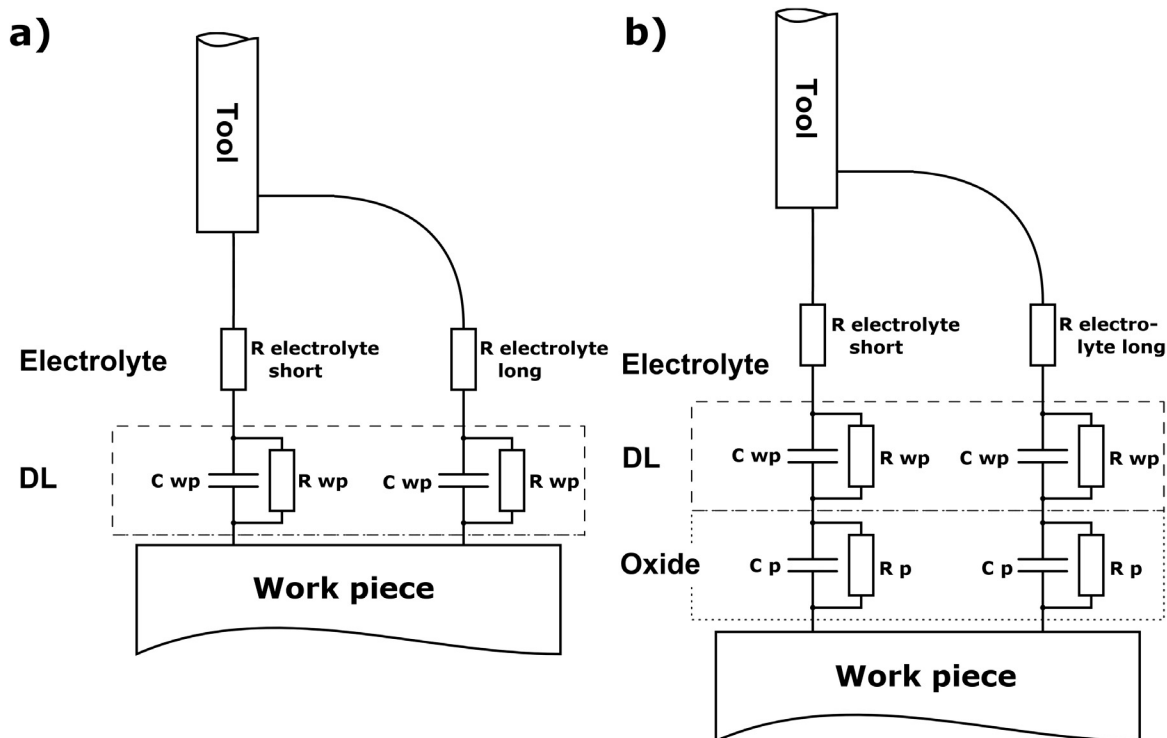 a)
Tool
R electrolyte
short
R electrolyte
long
Electrolyte
DL
C wp
R wp
C wp
R wp
Work piece
b)
Tool
R electrolyte
short
R electro-
lyte long
Electrolyte
DL
C wp
R wp
C wp
R wp
Oxide
C p
R p
C p
R p
Work piece